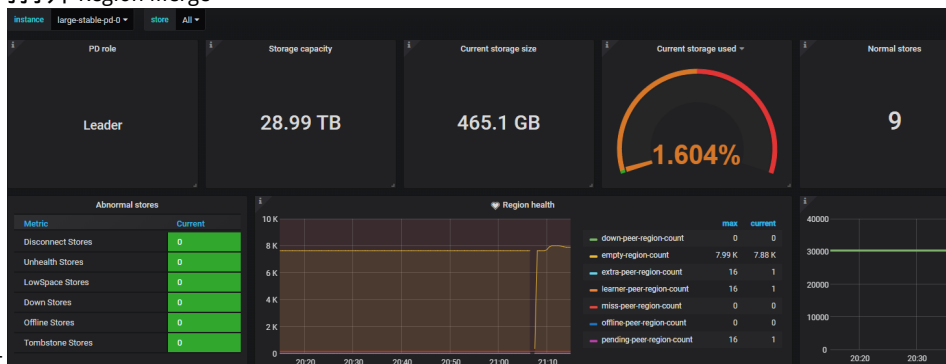 Region Merge
instance large-stable-pd-0 store All
PD role
Leader
Storage capacity
28.99 TB
Current storage size
465.1 GB
Current storage used
1.604%
Normal stores
9
Abnormal stores
Metric Current
Disconnect Stores 0
Unhealth Stores 0
LowSpace Stores 0
Down Stores 0
Offline Stores 0
Tombstone Stores 0
Region health
10 K
8 K
6 K
4 K
2 K
0
20:20 20:30 20:40 20:50 21:00 21:10
max current
down-peer-region-count 0 0
empty-region-count 7.99 K 7.88 K
extra-peer-region-count 16 1
learner-peer-region-count 16 1
miss-peer-region-count 0 0
offline-peer-region-count 0 0
pending-peer-region-count 16 1
40000
30000
20000
10000
0
20:20 20:30